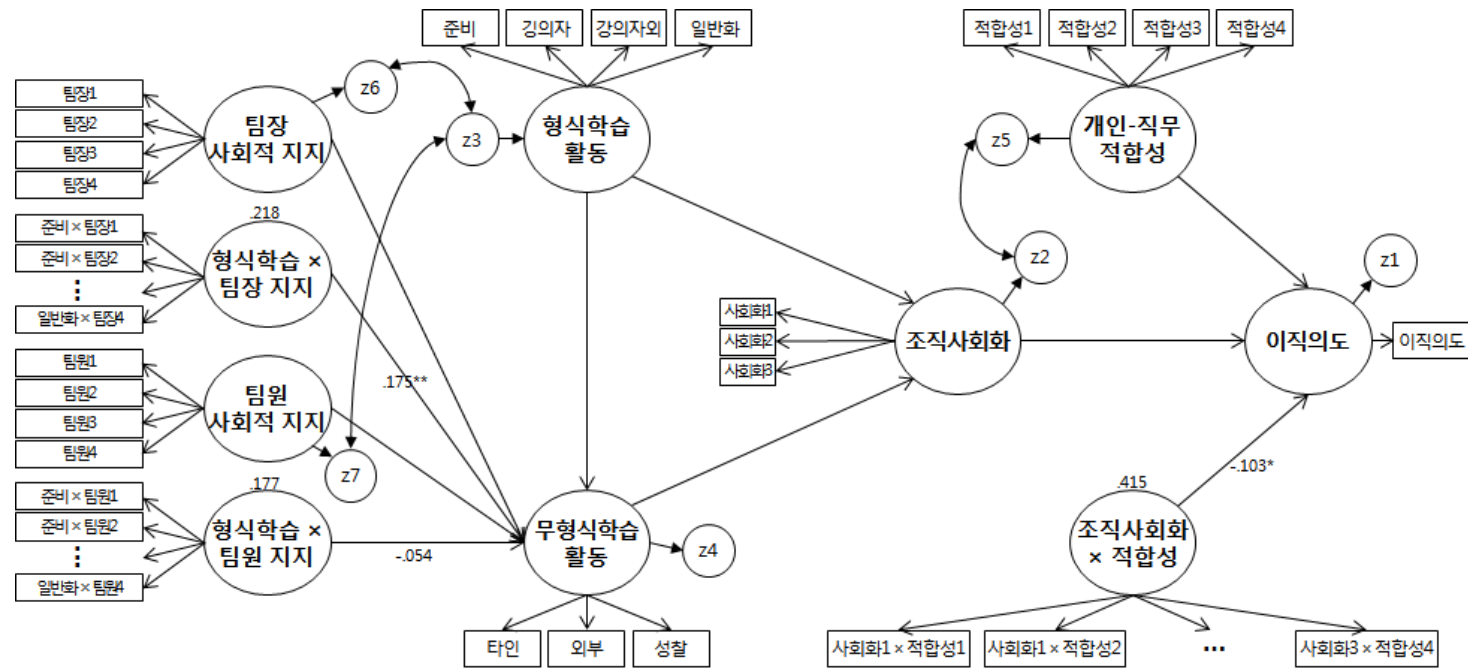 준비
깅의자
강의자외
일반화
적합성1
적합성2
적합성3
적합성4
팀장1
팀장2
팀장3
팀장4
팀장
사회적 지지
z6
z3
형식학습
활동
z5
개인-직무
적합성
.218
준비 × 팀장1
준비 × 팀장2
⋮
일반화 × 팀장4
형식학습 ×
팀장 지지
z2
z1
사회화1
사회화2
사회화3
조직사회화
이직의도
이직의도
팀원1
팀원2
팀원3
팀원4
팀원
사회적 지지
.175**
z7
.177
준비 × 팀원1
준비 × 팀원2
⋮
일반화 × 팀원4
형식학습 ×
팀원 지지
-.054
무형식학습
활동
z4
-.103*
.415
조직사회화
× 적합성
타인
외부
성찰
사회화1 × 적합성1
사회화1 × 적합성2
...
사회화3 × 적합성4